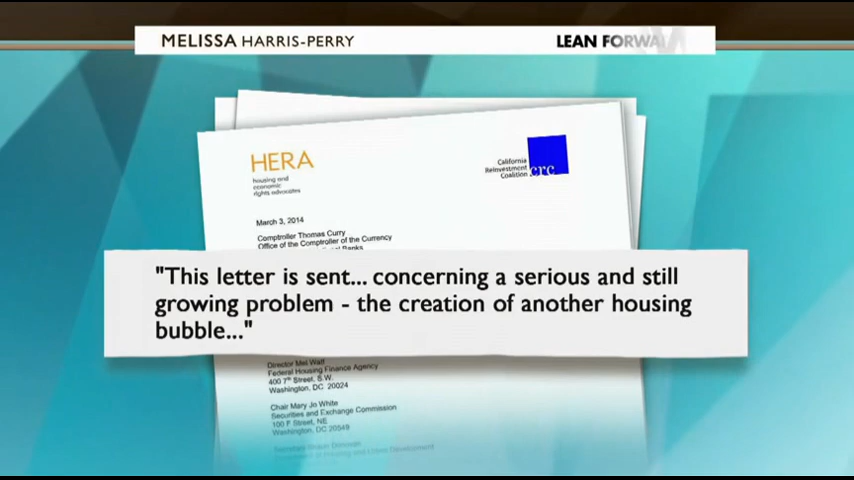 MELISSA HARRIS-PERRY
LEAN FORWA
HERA
housing and
economic
rights advocates
California
Reinvestment
Coalition
crc
March 3, 2014
Comptroller Thomas Curry
Office of the Comptroller of the Currency
Banks
"This letter is sent... concerning a serious and still
growing problem - the creation of another housing
bubble..."
Director Mel Watt
Federal Housing Finance Agency
400 7th Street, S.W.
Washington, DC 20024
Chair Mary Jo White
Securities and Exchange Commission
100 F Street, NE
Washington, DC 20549